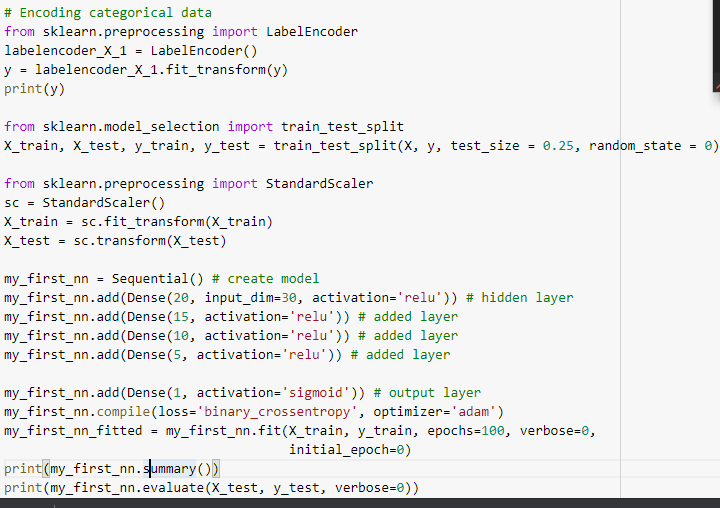 # Encoding categorical data
from sklearn.preprocessing import LabelEncoder
labelencoder_X_1 = LabelEncoder()
y = labelencoder_X_1.fit_transform(y)
print(y)
from sklearn.model_selection import train_test_split
X_train, X_test, y_train, y_test = train_test_split(X, y, test_size = 0.25, random_state = 0)
from sklearn.preprocessing import StandardScaler
sc = StandardScaler()
X_train = sc.fit_transform(X_train)
X_test = sc.transform(X_test)
my_first_nn = Sequential() # create model
my_first_nn.add(Dense(20, input_dim=30, activation='relu')) # hidden layer
my_first_nn.add(Dense(15, activation='relu')) # added layer
my_first_nn.add(Dense(10, activation='relu')) # added layer
my_first_nn.add(Dense(5, activation='relu')) # added layer
my_first_nn.add(Dense(1, activation='sigmoid')) # output layer
my_first_nn.compile(loss='binary_crossentropy', optimizer='adam')
my_first_nn_fitted = my_first_nn.fit(X_train, y_train, epochs=100, verbose=0,
initial_epoch=0)
print(my_first_nn.summary())
print(my_first_nn.evaluate(X_test, y_test, verbose=0))